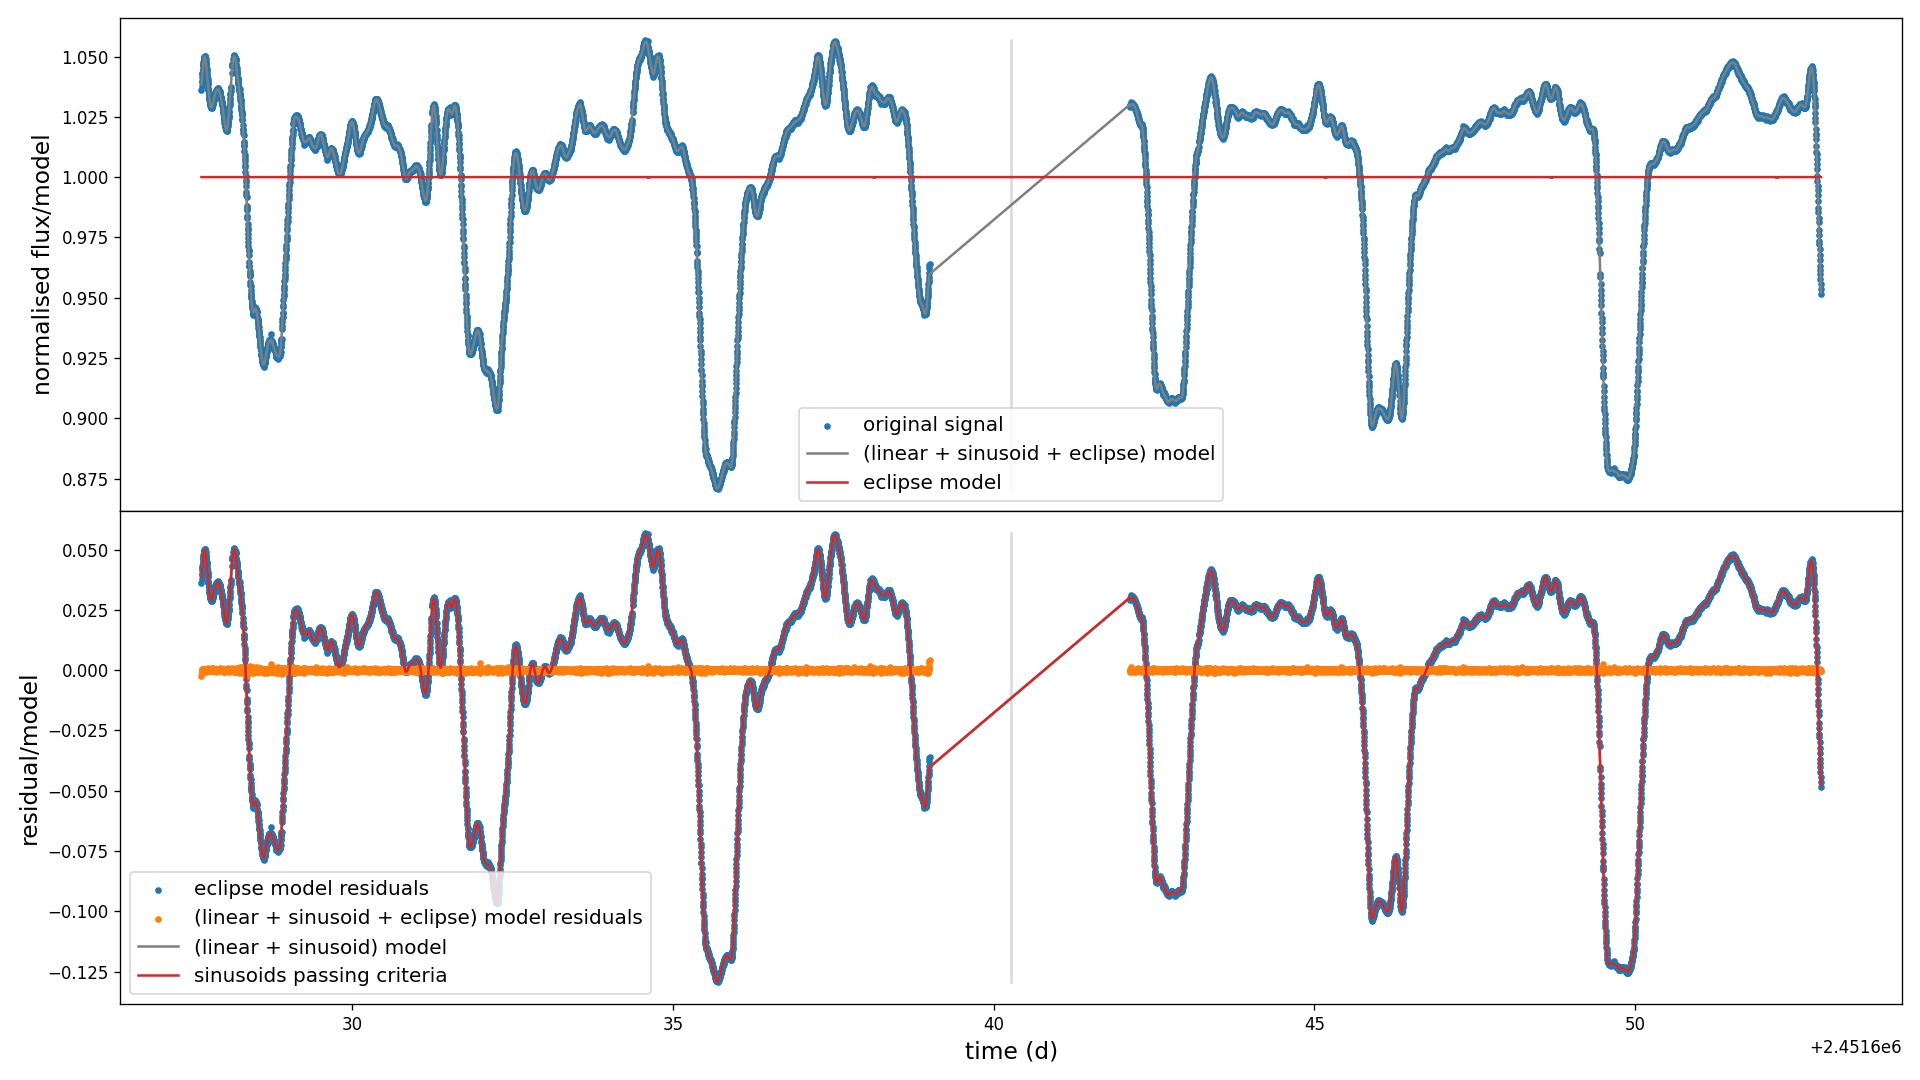 1.050
1.025
1.000
0.975
0.950
0.925
0.900
0.875
normalised flux/model
original signal
(linear + sinusoid + eclipse) model
eclipse model
0.050
0.025
0.000
−0.025
−0.050
−0.075
−0.100
−0.125
residual/model
eclipse model residuals
(linear + sinusoid + eclipse) model residuals
(linear + sinusoid) model
sinusoids passing criteria
30
35
40
45
50
time (d)
+2.4516e6